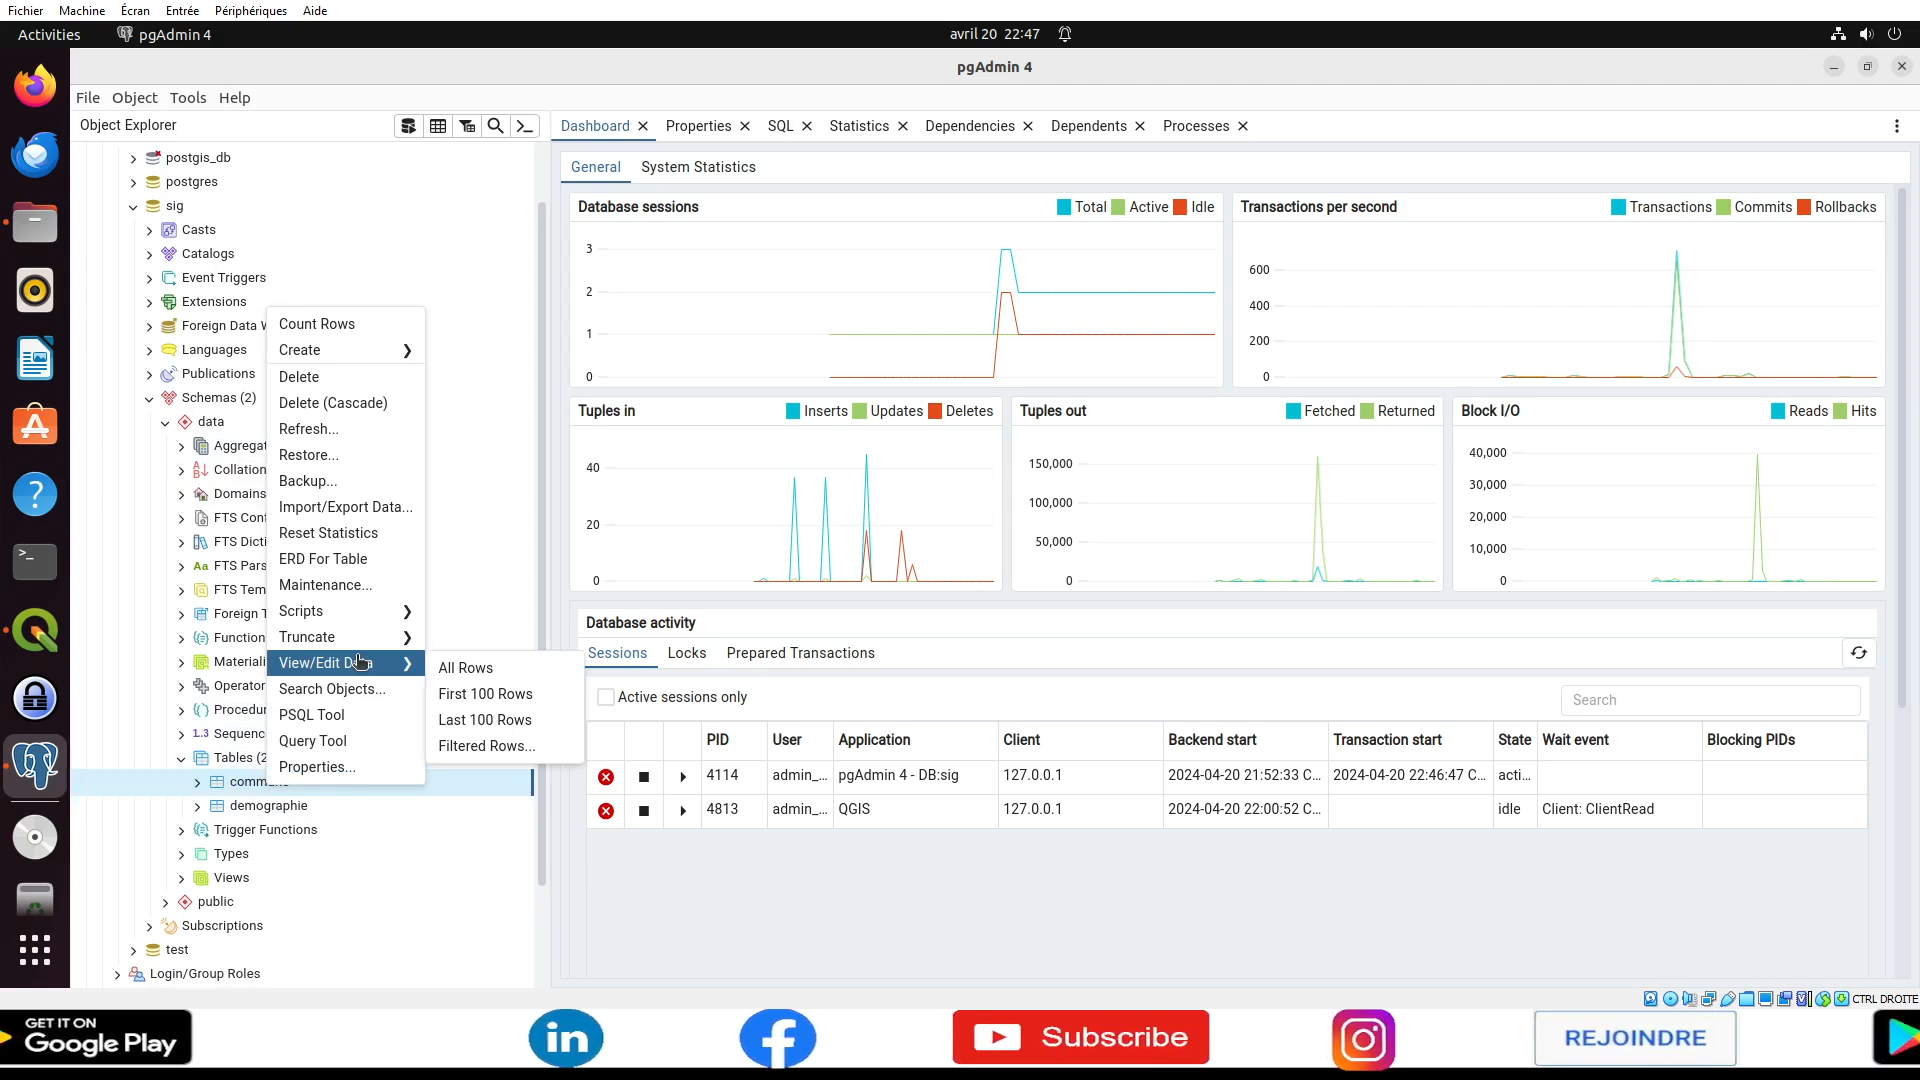 Fichier Machine Écran Entrée Périphériques Aide
Activities pgAdmin 4 avril 20 22:47
pgAdmin 4
File Object Tools Help
Object Explorer
postgis_db
postgres
sig
Casts
Catalogs
Event Triggers
Extensions
Foreign Data
Languages
Publications
Schemas (2)
data
Aggregat
Collation
Domains
FTS Conf
FTS Dicti
FTS Pars
FTS Tem
Foreign T
Function
Materiali
Operator
Procedur
1.3 Sequenc
Tables (2
comm
demographie
Trigger Functions
Types
Views
public
Subscriptions
test
Login/Group Roles
Count Rows
Create
Delete
Delete (Cascade)
Refresh...
Restore...
Backup...
Import/Export Data...
Reset Statistics
ERD For Table
Maintenance...
Scripts
Truncate
View/Edit
Search Objects...
PSQL Tool
Query Tool
Properties...
All Rows
First 100 Rows
Last 100 Rows
Filtered Rows...
Dashboard Properties SQL Statistics Dependencies Dependents Processes
General System Statistics
Database sessions Total Active Idle
3
2
1
0
Transactions per second Transactions Commits Rollbacks
600
400
200
0
Tuples in Inserts Updates Deletes
40
20
0
Tuples out Fetched Returned
150,000
100,000
50,000
0
Block I/O Reads Hits
40,000
30,000
20,000
10,000
0
Database activity
Sessions Locks Prepared Transactions
Active sessions only
Search
PID User Application Client Backend start Transaction start State Wait event Blocking PIDs
4114 admin_... pgAdmin 4 - DB:sig 127.0.0.1 2024-04-20 21:52:33 C... 2024-04-20 22:46:47 C... acti...
4813 admin_... QGIS 127.0.0.1 2024-04-20 22:00:52 C... idle Client: ClientRead
CTRL DROITE
GET IT ON
Google Play
in
Subscribe
REJOINDRE